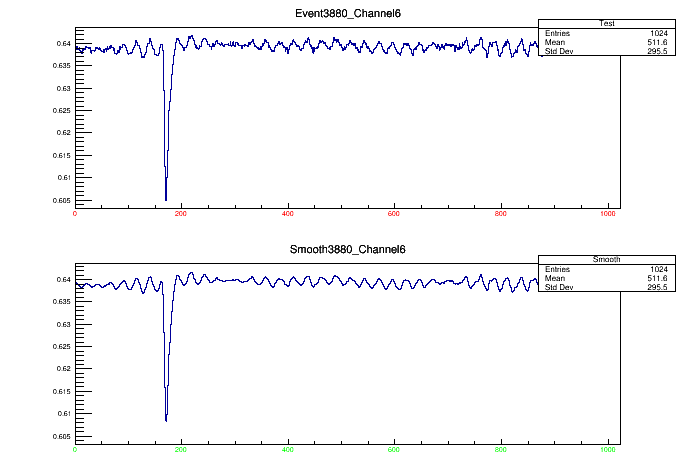 Event3880_Channel6
Test
Entries 1024
Mean 511.6
Std Dev 295.5
0.64
0.635
0.63
0.625
0.62
0.615
0.61
0.605
0 200 400 600 800 1000
Smooth3880_Channel6
Smooth
Entries 1024
Mean 511.6
Std Dev 295.5
0.64
0.635
0.63
0.625
0.62
0.615
0.61
0.605
0 200 400 600 800 1000